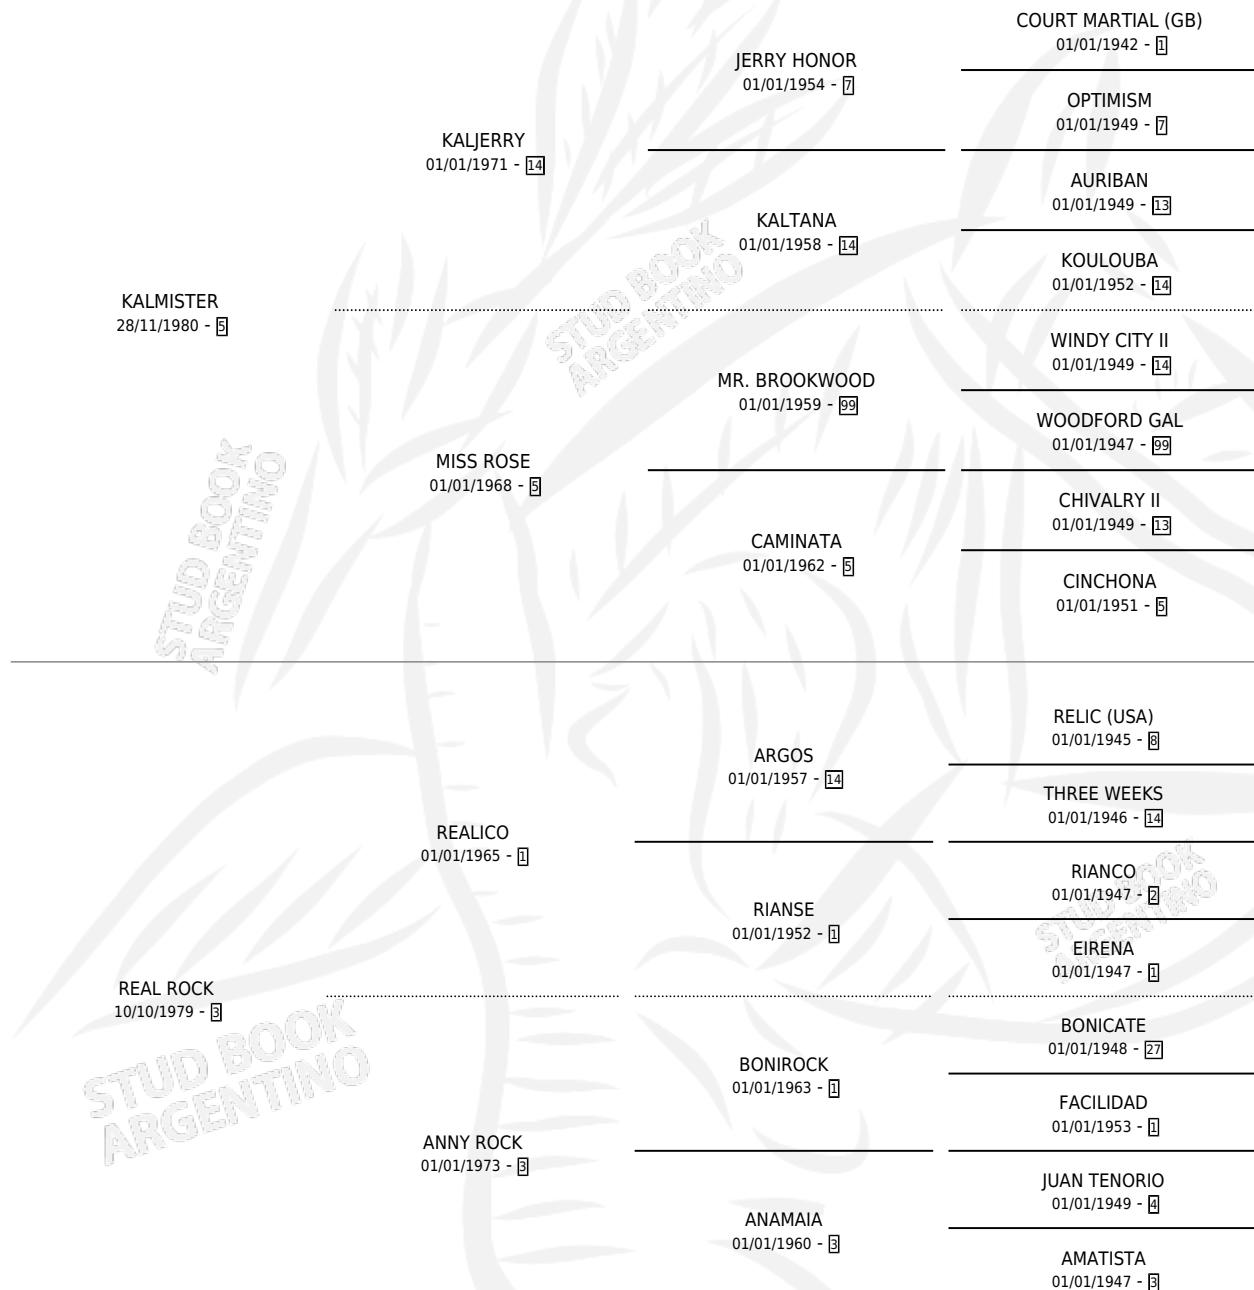 COURT MARTIAL (GB)
01/01/1942 - 1
JERRY HONOR
01/01/1954 - 7
OPTIMISM
01/01/1949 - 7
KALJERRY
01/01/1971 - 14
AURIBAN
01/01/1949 - 13
KALTANA
01/01/1958 - 14
KOULOUBA
01/01/1952 - 14
KALMISTER
28/11/1980 - 5
WINDY CITY II
01/01/1949 - 14
MR. BROOKWOOD
01/01/1959 - 99
WOODFORD GAL
01/01/1947 - 99
MISS ROSE
01/01/1968 - 5
CHIVALRY II
01/01/1949 - 13
CAMINATA
01/01/1962 - 5
CINCHONA
01/01/1951 - 5
RELIC (USA)
01/01/1945 - 8
ARGOS
01/01/1957 - 14
THREE WEEKS
01/01/1946 - 14
REALICO
01/01/1965 - 1
RIANCO
01/01/1947 - 2
RIANSE
01/01/1952 - 1
EIRENA
01/01/1947 - 1
REAL ROCK
10/10/1979 - 3
BONICATE
01/01/1948 - 27
BONIROCK
01/01/1963 - 1
FACILIDAD
01/01/1953 - 1
ANNY ROCK
01/01/1973 - 3
JUAN TENORIO
01/01/1949 - 4
ANAMAIA
01/01/1960 - 3
AMATISTA
01/01/1947 - 3
STUD BOOK
ARGENTINO
STUD BOOK
ARGENTINO
STUD BOOK
ARGENTINO
STUD BOOK
ARGENTINO